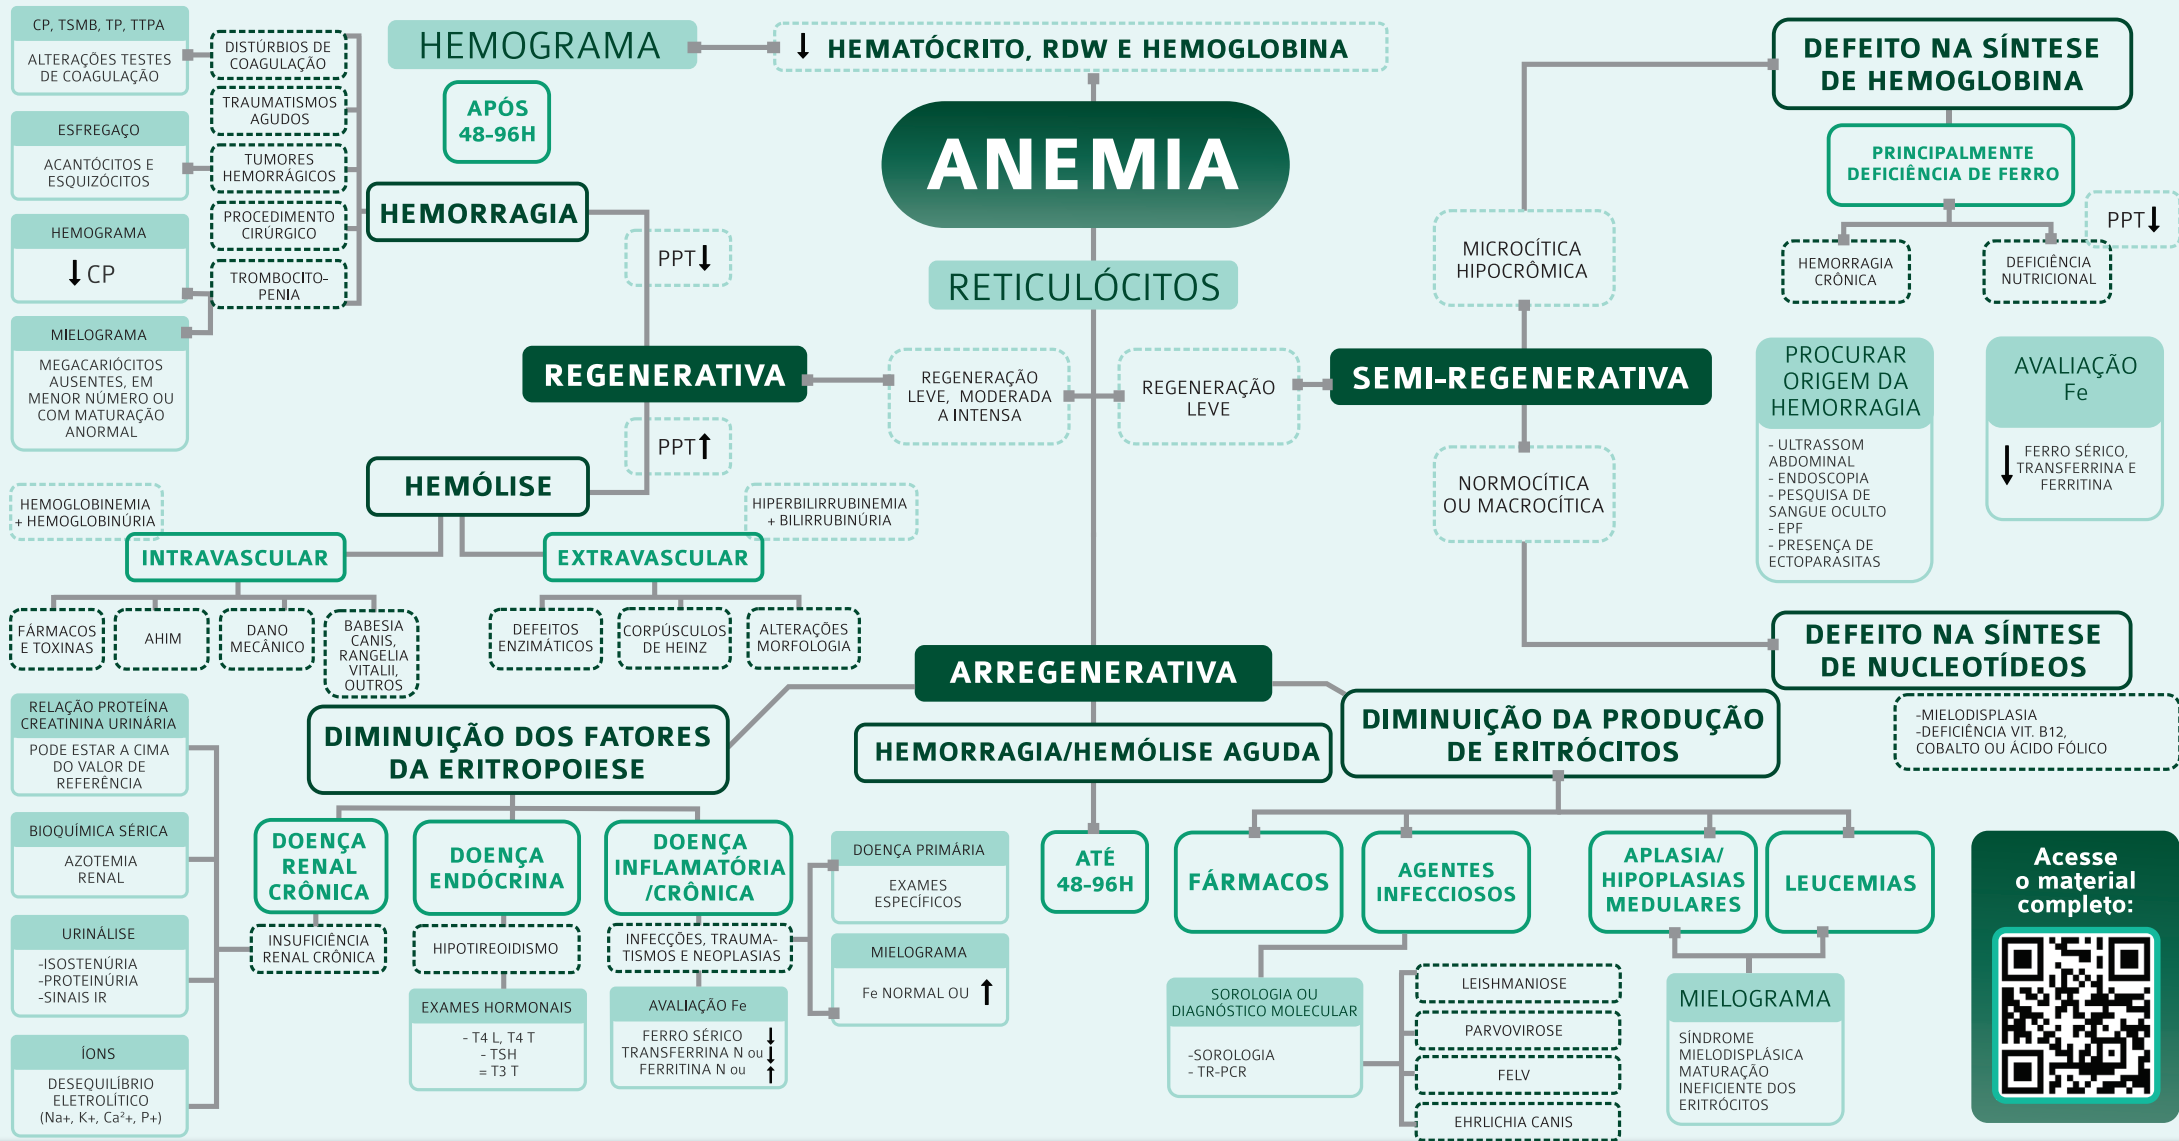 CP, TSMB, TP, TTPA
ALTERAÇÕES TESTES
DE COAGULAÇÃO
ESFREGAÇO
ACANTÓCITOS E
ESQUIZÓCITOS
HEMOGRAMA
↓ CP
MIELOGRAMA
MEGACARIÓCITOS
AUSENTES, EM
MENOR NÚMERO OU
COM MATURAÇÃO
ANORMAL
DISTÚRBIOS DE
COAGULAÇÃO
TRAUMATISMOS
AGUDOS
TUMORES
HEMORRÁGICOS
PROCEDIMENTO
CIRÚRGICO
TROMBOCITO-
PENIA
HEMOGRAMA
↓ HEMATÓCRITO, RDW E HEMOGLOBINA
APÓS
48-96H
ANEMIA
HEMORRAGIA
PPT↓
RETICULÓCITOS
REGENERATIVA
REGENERAÇÃO
LEVE, MODERADA
A INTENSA
REGENERAÇÃO
LEVE
SEMI-REGENERATIVA
MICROCÍTICA
HIPOCRÔMICA
NORMOCÍTICA
OU MACROCÍTICA
DEFEITO NA SÍNTESE
DE HEMOGLOBINA
PRINCIPALMENTE
DEFICIÊNCIA DE FERRO
PPT↓
HEMORRAGIA
CRÔNICA
DEFICIÊNCIA
NUTRICIONAL
PROCURAR
ORIGEM DA
HEMORRAGIA
- ULTRASSOM
ABDOMINAL
- ENDOSCOPIA
- PESQUISA DE
SANGUE OCULTO
- EPF
- PRESENÇA DE
ECTOPARASITAS
AVALIAÇÃO
Fe
↓ FERRO SÉRICO,
TRANSFERRINA E
FERRITINA
PPT↑
HEMÓLISE
HEMOGLOBINEMIA
+ HEMOGLOBINÚRIA
HIPERBILIRRUBINEMIA
+ BILIRRUBINÚRIA
INTRAVASCULAR
EXTRAVASCULAR
FÁRMACOS
E TOXINAS
AHIM
DANO
MECÂNICO
BABESIA
CANIS,
RANGELIA
VITALII,
OUTROS
DEFEITOS
ENZIMÁTICOS
CORPÚSCULOS
DE HEINZ
ALTERAÇÕES
MORFOLOGIA
DEFEITO NA SÍNTESE
DE NUCLEOTÍDEOS
-MIELODISPLASIA
-DEFICIÊNCIA VIT. B12,
COBALTO OU ÁCIDO FÓLICO
ARREGENERATIVA
DIMINUIÇÃO DOS FATORES
DA ERITROPOIESE
HEMORRAGIA/HEMÓLISE AGUDA
DIMINUIÇÃO DA PRODUÇÃO
DE ERITRÓCITOS
RELAÇÃO PROTEÍNA
CREATININA URINÁRIA
PODE ESTAR A CIMA
DO VALOR DE
REFERÊNCIA
BIOQUÍMICA SÉRICA
AZOTEMIA
RENAL
URINÁLISE
-ISOSTENÚRIA
-PROTEINÚRIA
-SINAIS IR
ÍONS
DESEQUILÍBRIO
ELETROLÍTICO
(Na+, K+, Ca²+, P+)
DOENÇA
RENAL
CRÔNICA
INSUFICIÊNCIA
RENAL CRÔNICA
DOENÇA
ENDÓCRINA
HIPOTIREOIDISMO
EXAMES HORMONAIS
- T4 L, T4 T
- TSH
= T3 T
DOENÇA
INFLAMATÓRIA
/CRÔNICA
INFECÇÕES, TRAUMA-
TISMOS E NEOPLASIAS
AVALIAÇÃO Fe
FERRO SÉRICO ↓
TRANSFERRINA N ou ↓
FERRITINA N ou ↑
DOENÇA PRIMÁRIA
EXAMES
ESPECÍFICOS
MIELOGRAMA
Fe NORMAL OU ↑
ATÉ
48-96H
FÁRMACOS
AGENTES
INFECCIOSOS
APLASIA/
HIPOPLASIAS
MEDULARES
LEUCEMIAS
SOROLOGIA OU
DIAGNÓSTICO MOLECULAR
-SOROLOGIA
- TR-PCR
LEISHMANIOSE
PARVOVIROSE
FELV
EHRLICHIA CANIS
MIELOGRAMA
SÍNDROME
MIELODISPLÁSICA
MATURAÇÃO
INEFICIENTE DOS
ERITRÓCITOS
Acesse
o material
completo: